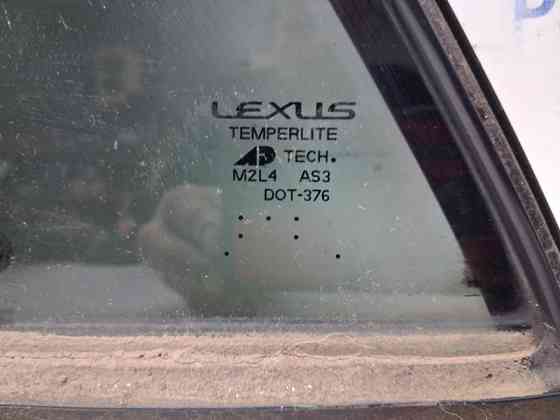 LEXUS
TEMPERLITE
AP TECH.
M2L4 AS3
DOT-376